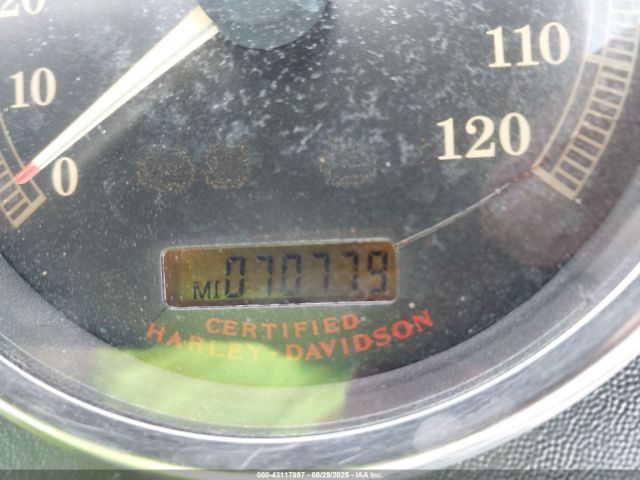 20
10
0
110
120
MI 070779
CERTIFIED
HARLEY-DAVIDSON
000-43117897 - 08/29/2025 - IAA Inc.